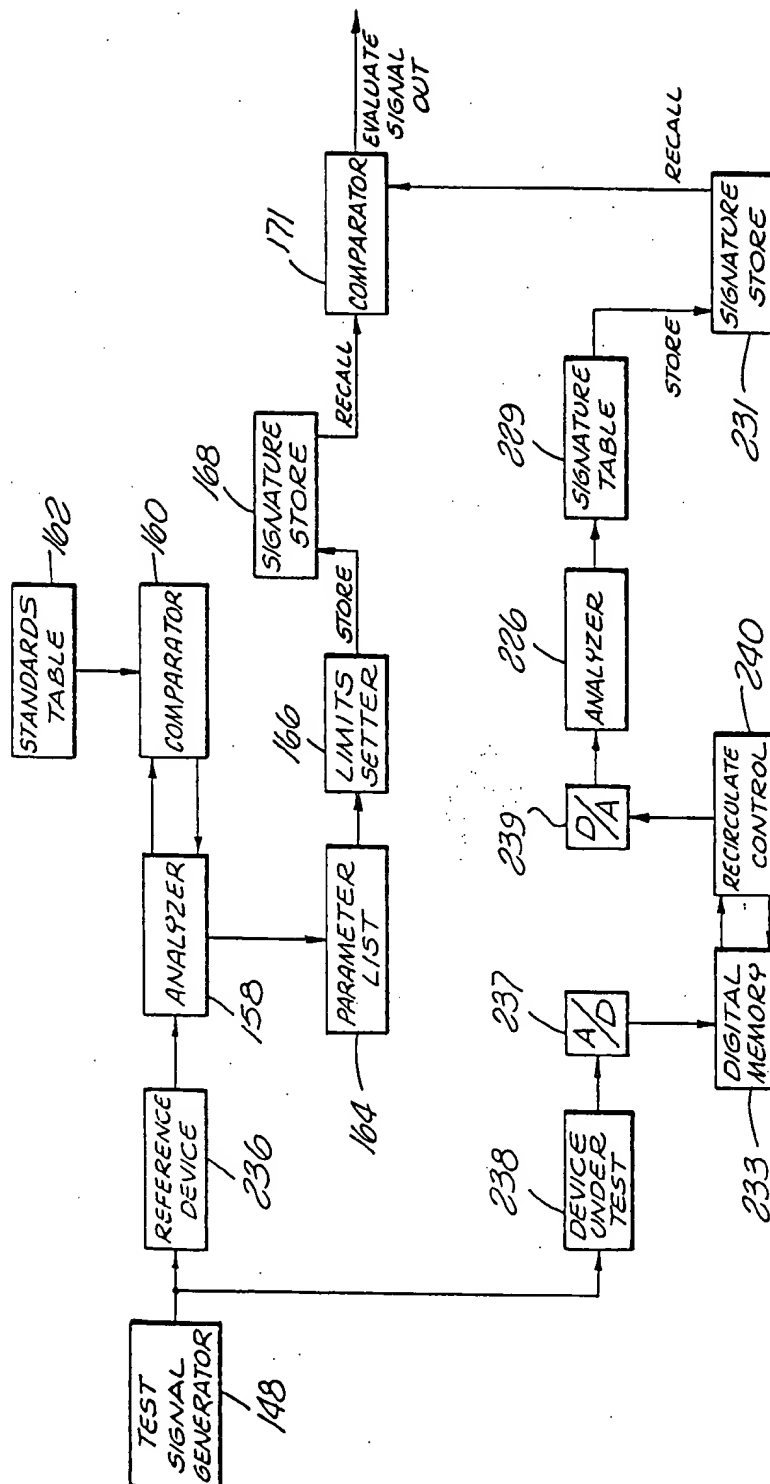 TEST
SIGNAL
GENERATOR
148
REFERENCE
DEVICE
236
ANALYZER
158
COMPARATOR
160
STANDARDS
TABLE
162
PARAMETER
LIST
164
LIMITS
SETTER
166
STORE
SIGNATURE
STORE
168
RECALL
COMPARATOR
171
EVALUATE
SIGNAL
OUT
DEVICE
UNDER
TEST
238
A/D
237
DIGITAL
MEMORY
233
RECIRCULATE
CONTROL
240
D/A
239
ANALYZER
226
SIGNATURE
TABLE
229
STORE
SIGNATURE
STORE
231
RECALL